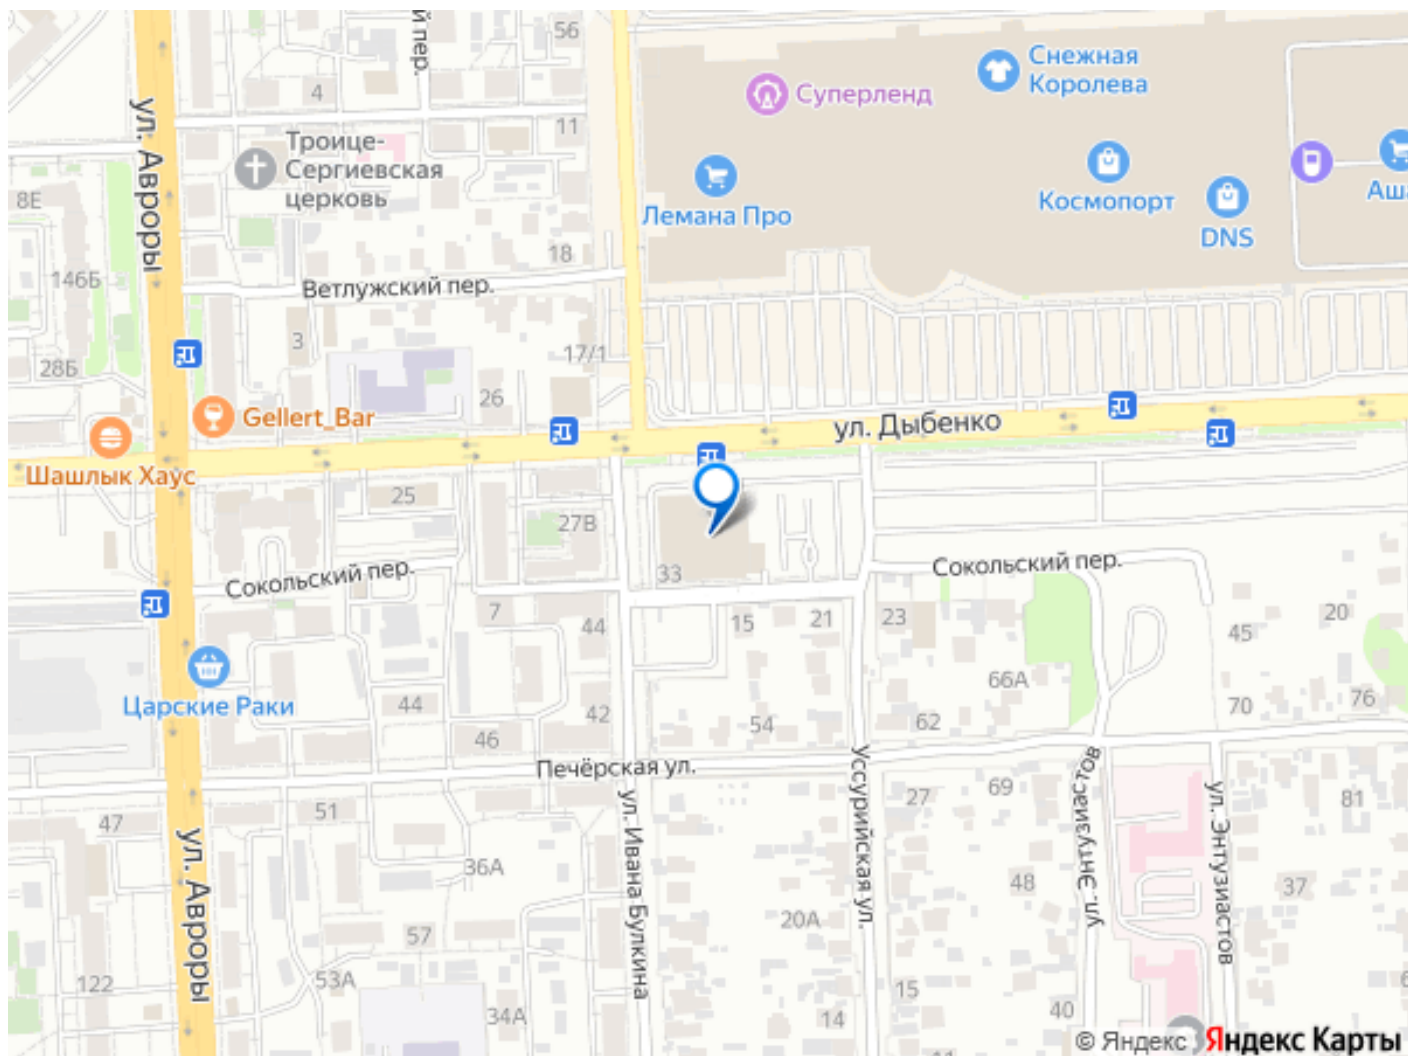 й пер.
56
Снежная
Королева
Суперленд
4
11
ул. Авроры
Троице-
Сергиевская
церковь
8Е
Лемана Про
Космопорт
DNS
Аша
18
146Б
Ветлужский пер.
3
17/1
28Б
26
Gellert_Bar
ул. Дыбенко
Шашлык Хаус
25
27В
33
Сокольский пер.
Сокольский пер.
7
44
15
21
23
45
20
Царские Раки
44
42
46
54
66А
62
70
76
Печёрская ул.
47
51
27
69
81
ул. Авроры
ул. Ивана Булкина
Уссурийская ул.
ул. Энтузиастов
ул. Энтузиастов
36А
48
37
57
20А
122
53А
34А
15
14
40
© Яндекс
Яндекс Карты